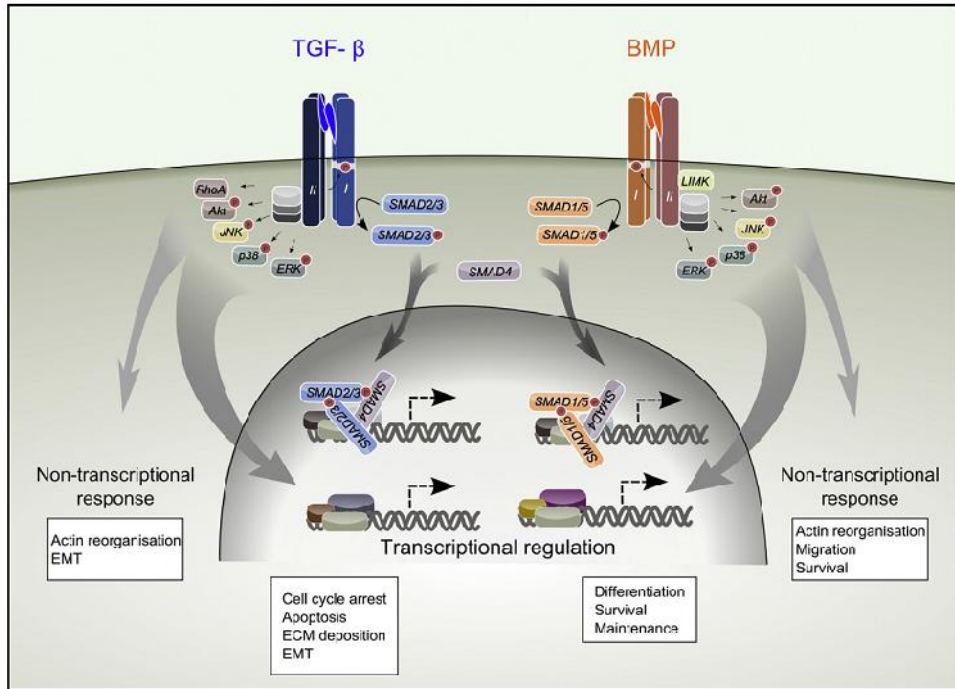 TGF- β
BMP
II
I
P
I
II
P
LIMK
RhoA
Akt
P
JNK
P
p38
P
ERK
P
SMAD2/3
SMAD2/3
P
SMAD1/5
SMAD1/5
P
Akt
P
JNK
P
p38
P
ERK
P
SMAD4
SMAD2/3
P
SMAD2/3
P
SMAD4
SMAD1/5
P
SMAD1/5
P
SMAD4
Non-transcriptional
response
Actin reorganisation
EMT
Transcriptional regulation
Cell cycle arrest
Apoptosis
ECM deposition
EMT
Differentiation
Survival
Maintenance
Non-transcriptional
response
Actin reorganisation
Migration
Survival